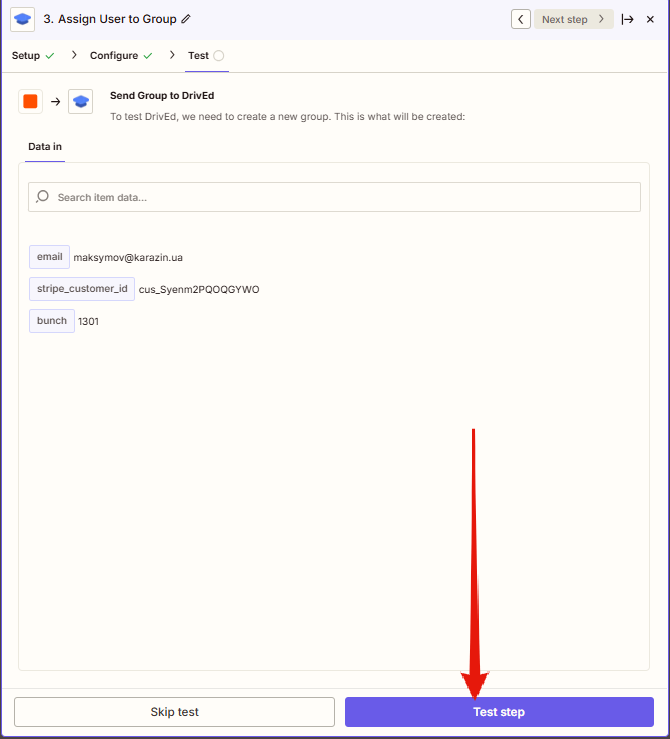 3. Assign User to Group
Next step
Setup
Configure
Test
Send Group to DrivEd
To test DrivEd, we need to create a new group. This is what will be created:
Data in
Search item data...
email maksymov@karazin.ua
stripe_customer_id cus_Syenm2PQOQGYWO
bunch 1301
Skip test
Test step